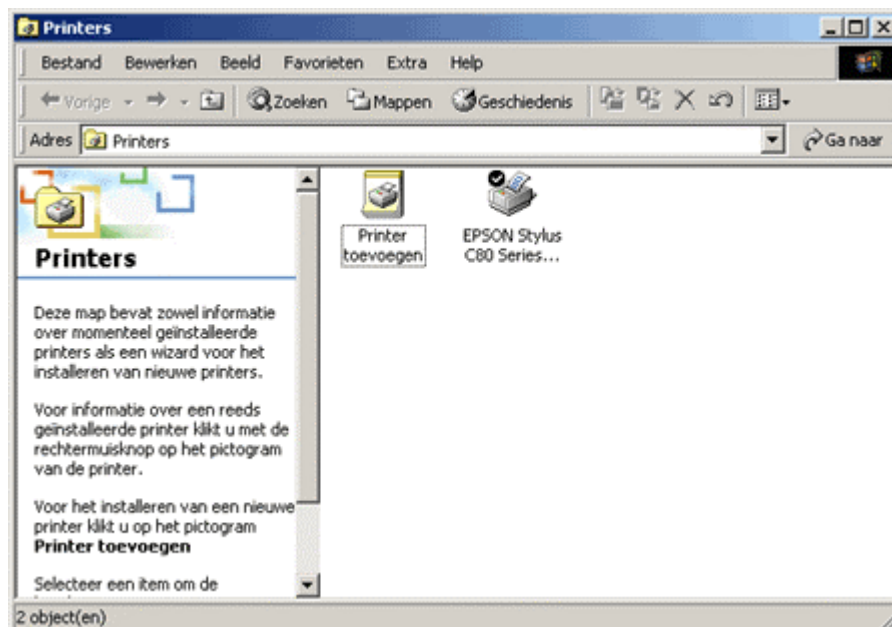 Printers
Bestand Bewerken Beeld Favorieten Extra Help
Vorige Zoeken Mappen Geschiedenis
Adres Printers Ga naar
Printers
Deze map bevat zowel informatie
over momenteel geïnstalleerde
printers als een wizard voor het
installeren van nieuwe printers.
Voor informatie over een reeds
geïnstalleerde printer klikt u met de
rechtermuisknop op het pictogram
van de printer.
Voor het installeren van een nieuwe
printer klikt u op het pictogram
Printer toevoegen
Selecteer een item om de
Printer
toevoegen
EPSON Stylus
C80 Series...
2 object(en)